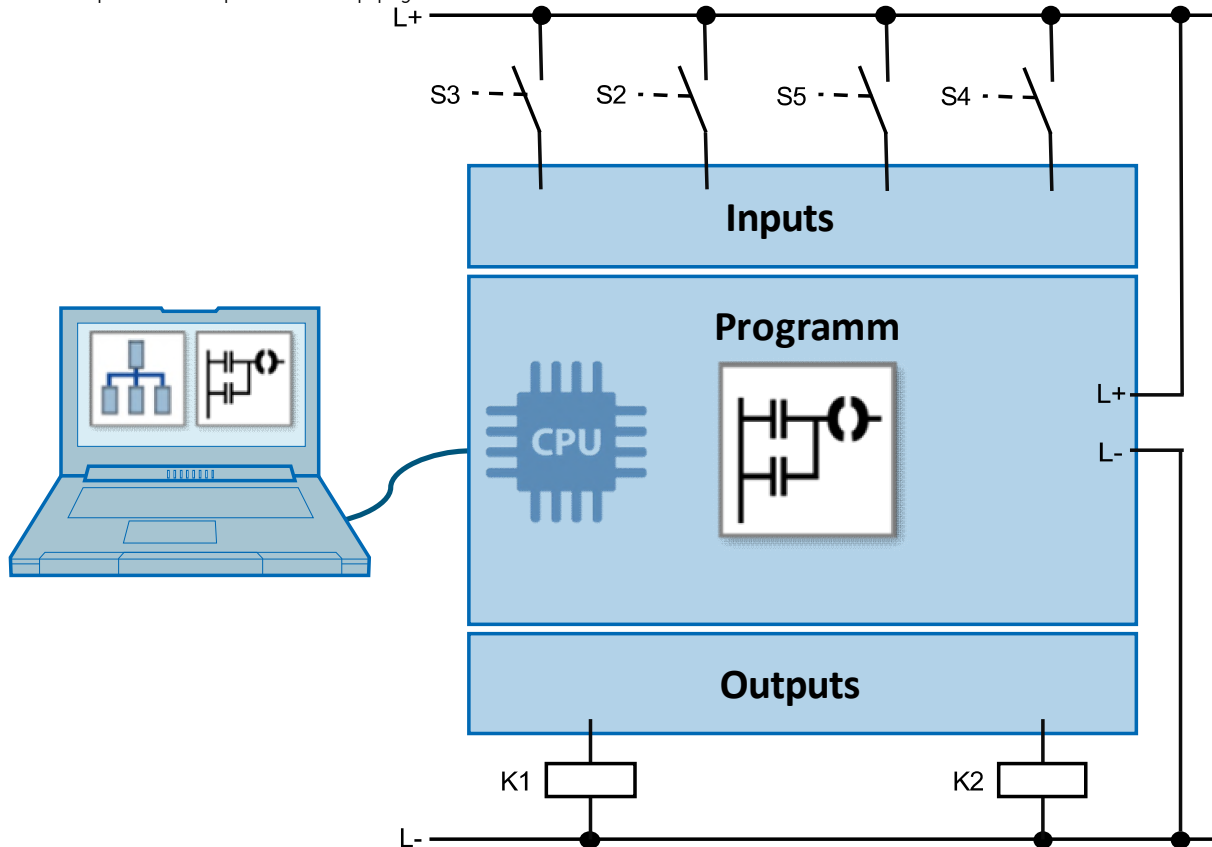 L+
S3
S2
S5
S4
Inputs
Programm
L+
CPU
L-
Outputs
K1
K2
L-